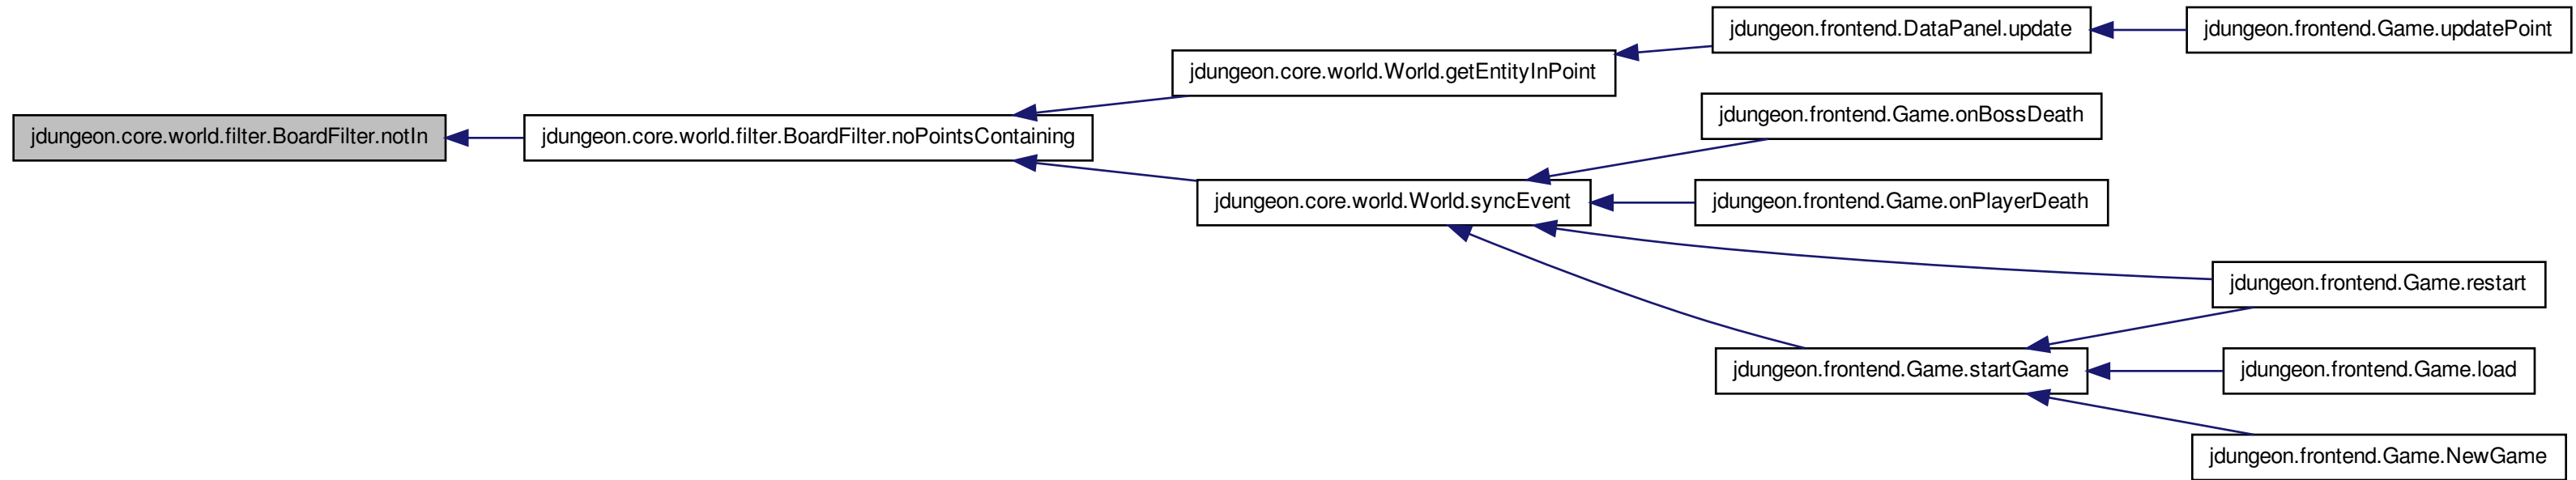 jdungeon.core.world.filter.BoardFilter.notIn
jdungeon.core.world.filter.BoardFilter.noPointsContaining
jdungeon.core.world.World.getEntityInPoint
jdungeon.frontend.DataPanel.update
jdungeon.frontend.Game.updatePoint
jdungeon.core.world.World.syncEvent
jdungeon.frontend.Game.onBossDeath
jdungeon.frontend.Game.onPlayerDeath
jdungeon.frontend.Game.restart
jdungeon.frontend.Game.startGame
jdungeon.frontend.Game.load
jdungeon.frontend.Game.NewGame